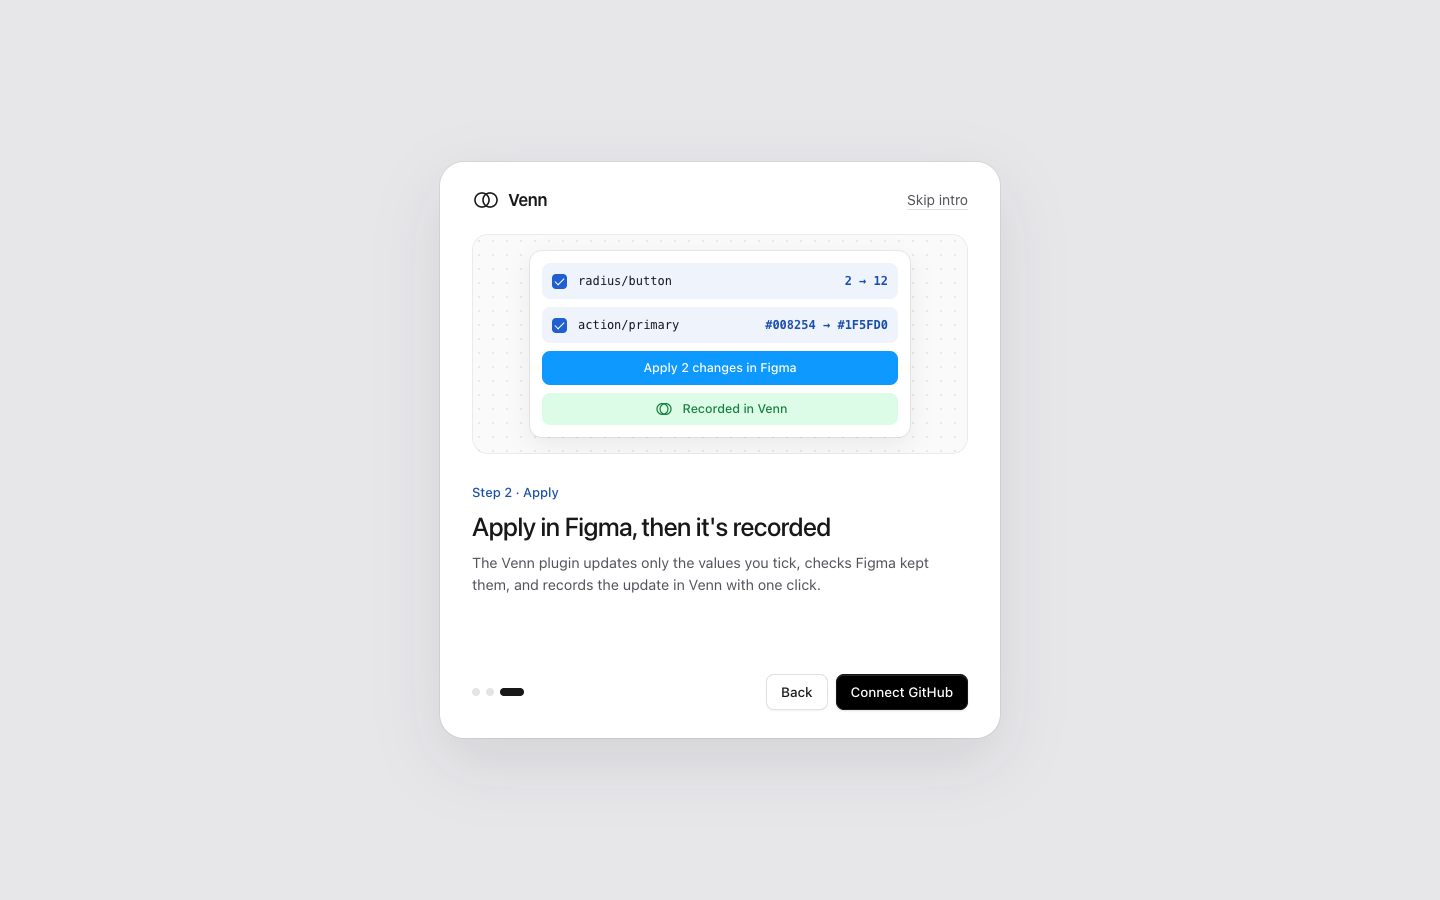 Venn
Skip intro
radius/button 2 → 12
action/primary #008254 → #1F5FD0
Apply 2 changes in Figma
Recorded in Venn
Step 2 · Apply
Apply in Figma, then it's recorded
The Venn plugin updates only the values you tick, checks Figma kept
them, and records the update in Venn with one click.
Back
Connect GitHub